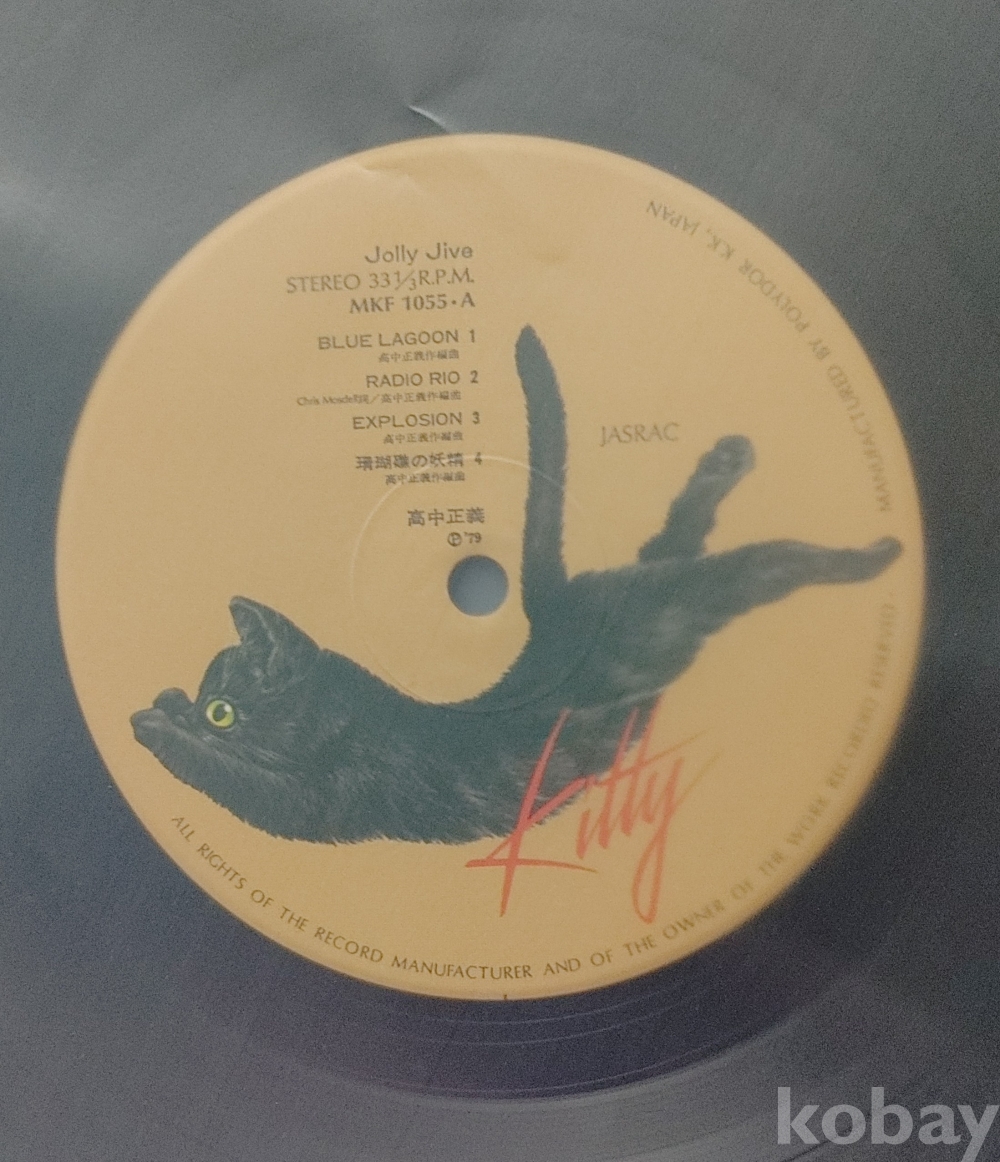 Jolly Jive
STEREO 33⅓R.P.M.
MKF 1055・A
BLUE LAGOON 1
高中正義作編曲
RADIO RIO 2
Chris Mosdell詞／高中正義作編曲
EXPLOSION 3
高中正義作編曲
珊瑚礁の妖精 4
高中正義作編曲
高中正義
Ⓟ'79
JASRAC
Kitty
ALL RIGHTS OF THE RECORD MANUFACTURER AND OF THE OWNER OF THE WORK RECORDED RESERVED ·
MANUFACTURED BY POLYDOR K.K., JAPAN
kobay